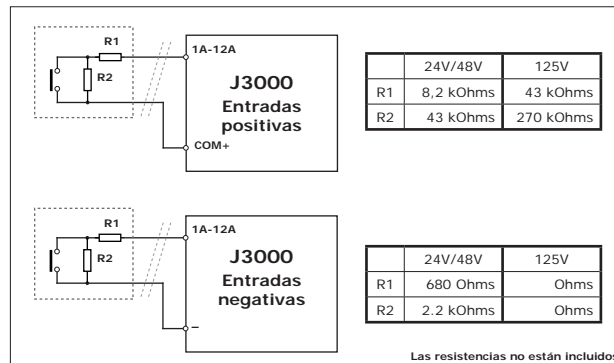 R1
R2
1A-12A
J3000
Entradas
positivas
COM+
24V/48V 125V
R1 8,2 kOhms 43 kOhms
R2 43 kOhms 270 kOhms
R1
R2
1A-12A
J3000
Entradas
negativas
–
24V/48V 125V
R1 680 Ohms Ohms
R2 2.2 kOhms Ohms
Las resistencias no están incluido